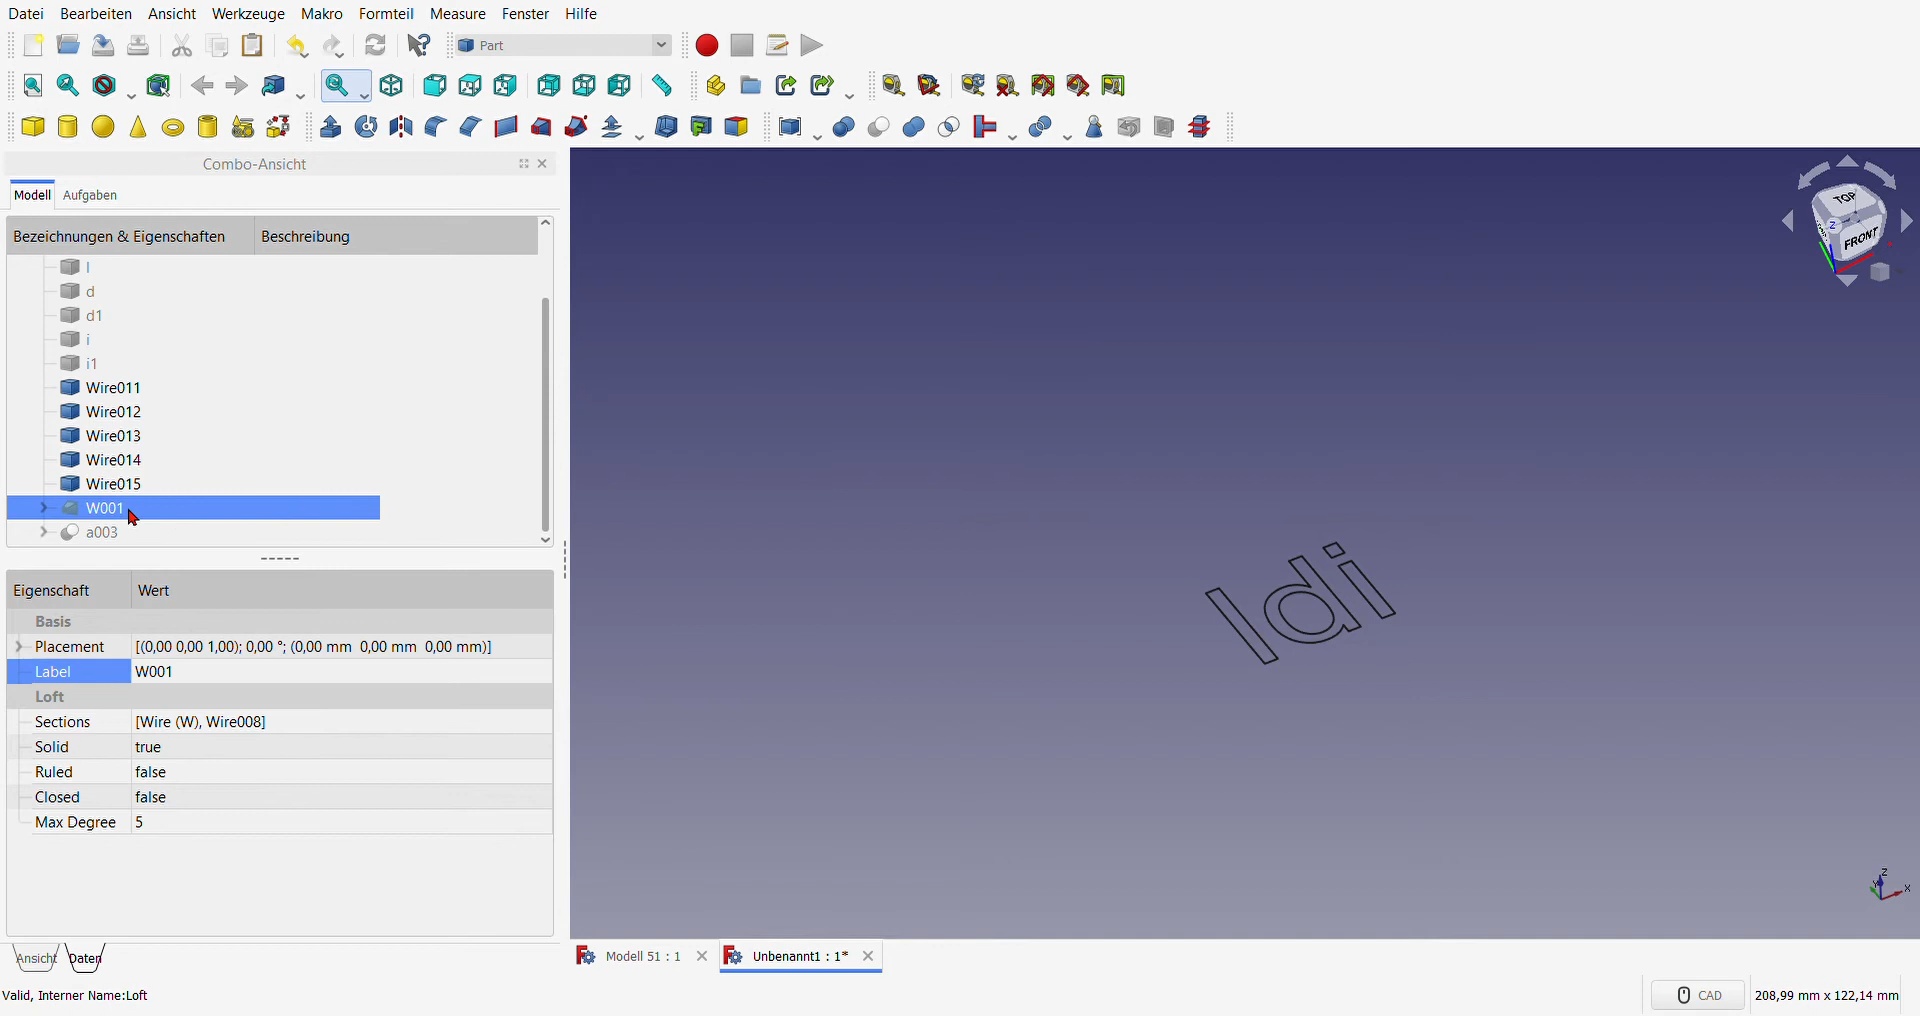 Datei Bearbeiten Ansicht Werkzeuge Makro Formteil Measure Fenster Hilfe
Part
Combo-Ansicht
Modell Aufgaben
Bezeichnungen & Eigenschaften Beschreibung
l
d
d1
i
i1
Wire011
Wire012
Wire013
Wire014
Wire015
W001
a003
Eigenschaft Wert
Basis
Placement [(0,00 0,00 1,00); 0,00 °; (0,00 mm 0,00 mm 0,00 mm)]
Label W001
Loft
Sections [Wire (W), Wire008]
Solid true
Ruled false
Closed false
Max Degree 5
Ansicht Daten
TOP
FRONT
Z
ldi
Z
Y
X
Modell 51 : 1
Unbenannt1 : 1*
Valid, Interner Name:Loft
CAD
208,99 mm x 122,14 mm